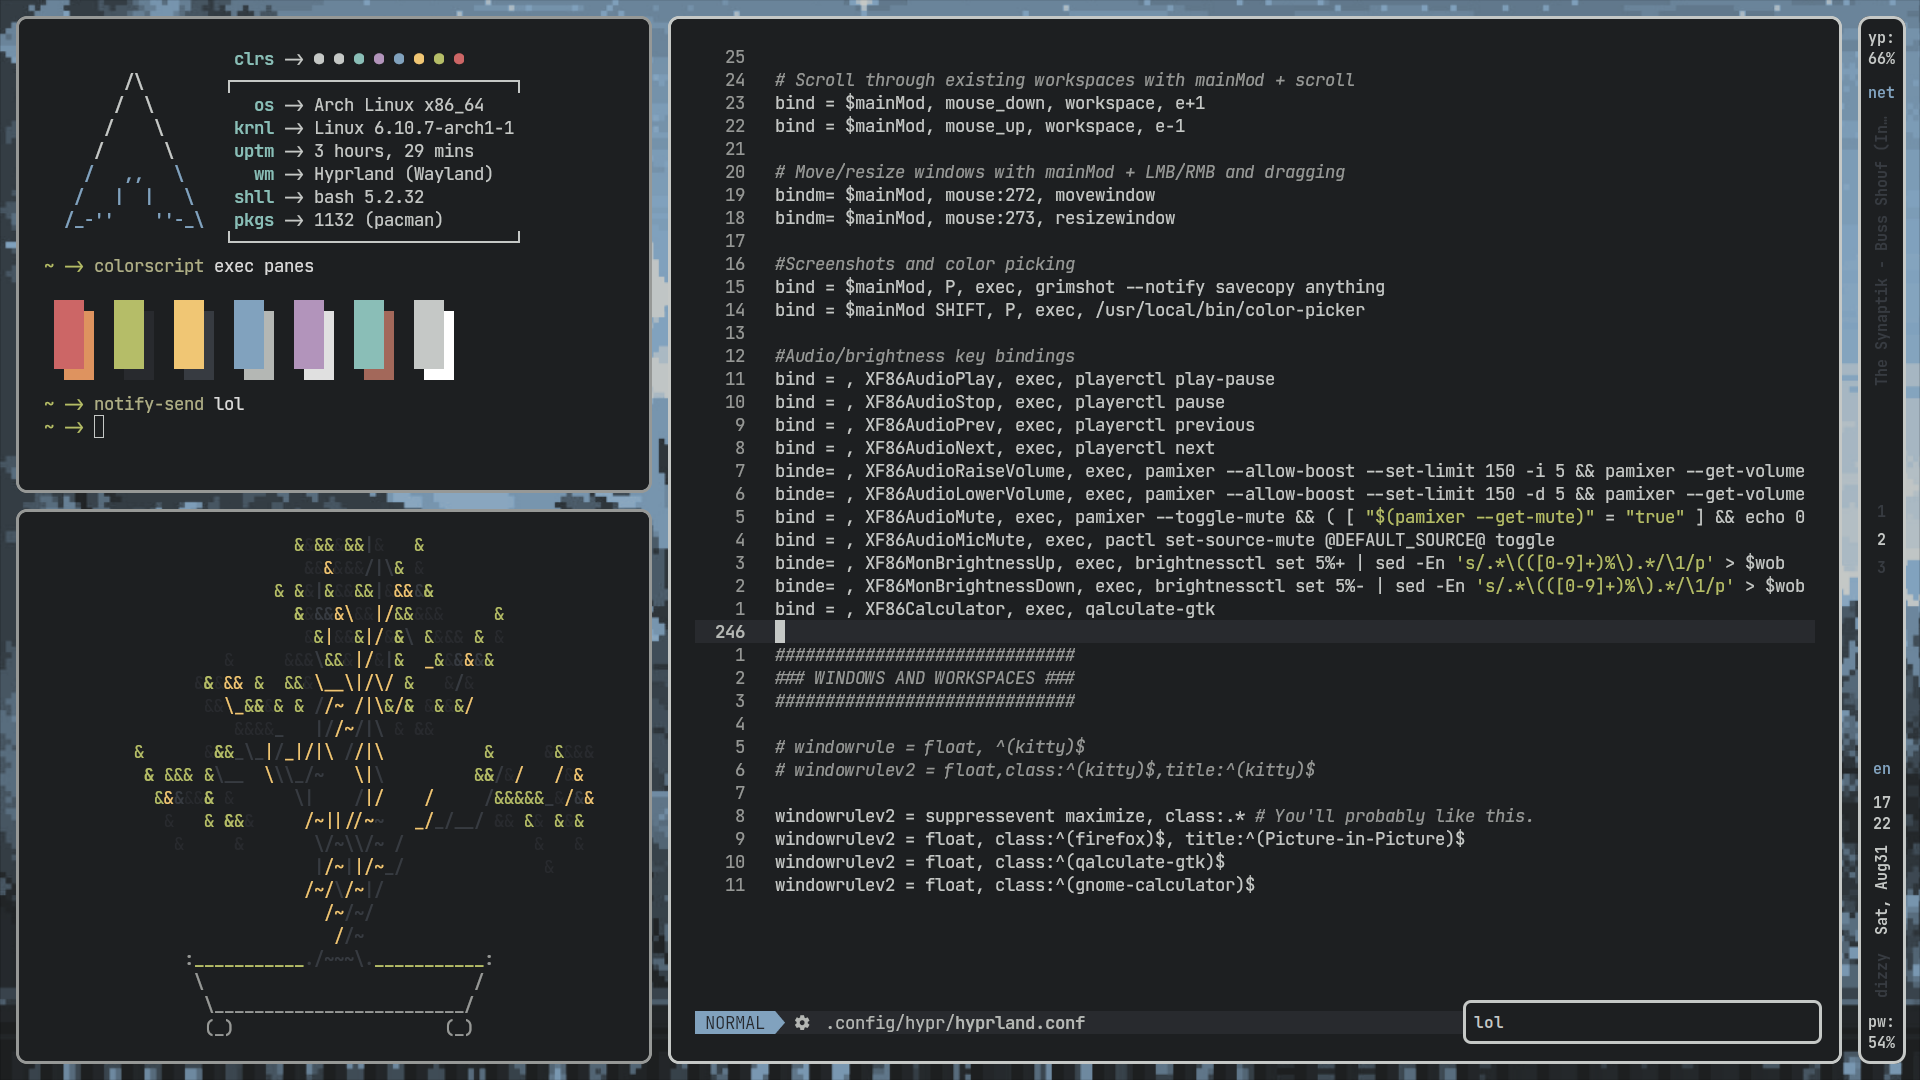 clrs -> ● ● ● ● ● ● ● ●
os -> Arch Linux x86_64
krnl -> Linux 6.10.7-arch1-1
uptm -> 3 hours, 29 mins
wm -> Hyprland (Wayland)
shll -> bash 5.2.32
pkgs -> 1132 (pacman)
~ -> colorscript exec panes
~ -> notify-send lol
~ ->
25
24 # Scroll through existing workspaces with mainMod + scroll
23 bind = $mainMod, mouse_down, workspace, e+1
22 bind = $mainMod, mouse_up, workspace, e-1
21
20 # Move/resize windows with mainMod + LMB/RMB and dragging
19 bindm= $mainMod, mouse:272, movewindow
18 bindm= $mainMod, mouse:273, resizewindow
17
16 #Screenshots and color picking
15 bind = $mainMod, P, exec, grimshot --notify savecopy anything
14 bind = $mainMod SHIFT, P, exec, /usr/local/bin/color-picker
13
12 #Audio/brightness key bindings
11 bind = , XF86AudioPlay, exec, playerctl play-pause
10 bind = , XF86AudioStop, exec, playerctl pause
9 bind = , XF86AudioPrev, exec, playerctl previous
8 bind = , XF86AudioNext, exec, playerctl next
7 binde= , XF86AudioRaiseVolume, exec, pamixer --allow-boost --set-limit 150 -i 5 && pamixer --get-volume
6 binde= , XF86AudioLowerVolume, exec, pamixer --allow-boost --set-limit 150 -d 5 && pamixer --get-volume
5 bind = , XF86AudioMute, exec, pamixer --toggle-mute && ( [ "$(pamixer --get-mute)" = "true" ] && echo 0
4 bind = , XF86AudioMicMute, exec, pactl set-source-mute @DEFAULT_SOURCE@ toggle
3 binde= , XF86MonBrightnessUp, exec, brightnessctl set 5%+ | sed -En 's/.*\(([0-9]+)%\).*/\1/p' > $wob
2 binde= , XF86MonBrightnessDown, exec, brightnessctl set 5%- | sed -En 's/.*\(([0-9]+)%\).*/\1/p' > $wob
1 bind = , XF86Calculator, exec, qalculate-gtk
246
1 ##############################
2 ### WINDOWS AND WORKSPACES ###
3 ##############################
4
5 # windowrule = float, ^(kitty)$
6 # windowrulev2 = float,class:^(kitty)$,title:^(kitty)$
7
8 windowrulev2 = suppressevent maximize, class:.* # You'll probably like this.
9 windowrulev2 = float, class:^(firefox)$, title:^(Picture-in-Picture)$
10 windowrulev2 = float, class:^(qalculate-gtk)$
11 windowrulev2 = float, class:^(gnome-calculator)$
NORMAL .config/hypr/hyprland.conf
lol
yp:
66%
net
The Synaptik - Buss Shouf (In…
1
2
3
en
17
22
Sat, Aug31
dizzy
pw:
54%